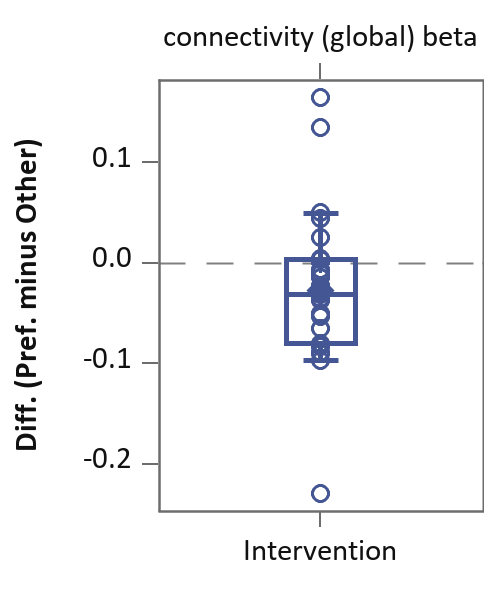 connectivity (global) beta
Diff. (Pref. minus Other)
0.1
0.0
-0.1
-0.2
Intervention